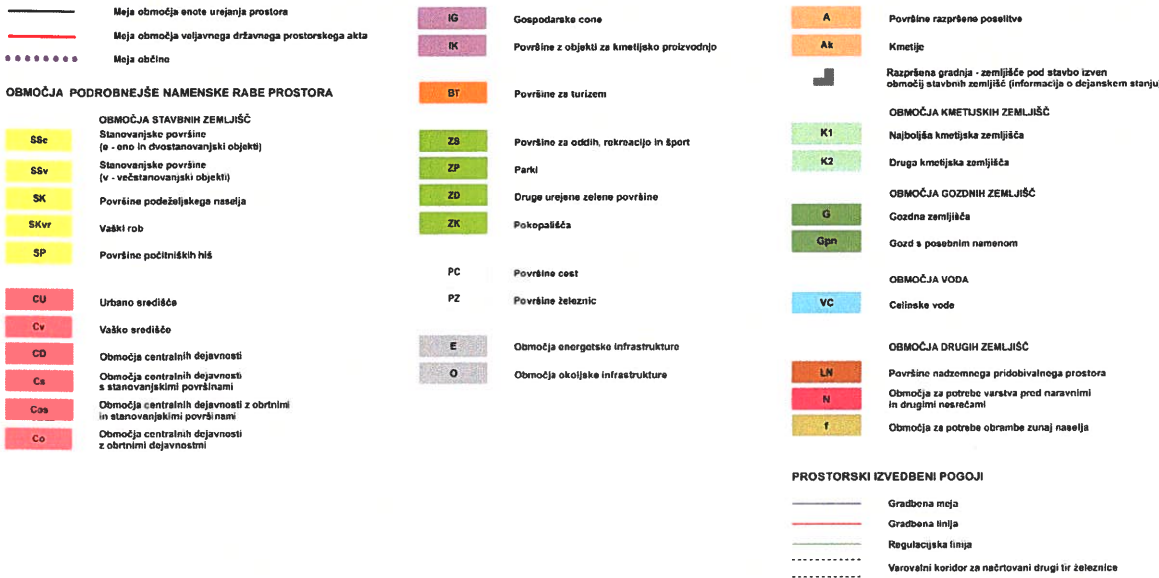 Meja območja enote urejanja prostora
Meja območja veljavnega državnega prostorskega akta
Meja občine
OBMOČJA PODROBNEJŠE NAMENSKE RABE PROSTORA
OBMOČJA STAVBNIH ZEMLJIŠČ
SSe
Stanovanjske površine
(e - eno in dvostanovanjski objekti)
SSv
Stanovanjske površine
(v - večstanovanjski objekti)
SK
Površine podeželjskega naselja
SKvr
Vaški rob
SP
Površine počitniških hiš
CU
Urbano središče
Cv
Vaško središče
CD
Območja centralnih dejavnosti
Cs
Območja centralnih dejavnosti
s stanovanjskimi površinami
Cos
Območja centralnih dejavnosti z obrtnimi
in stanovanjskimi površinami
Co
Območja centralnih dejavnosti
z obrtnimi dejavnostmi
IG
Gospodarske cone
IK
Površine z objekti za kmetijsko proizvodnjo
BT
Površine za turizem
ZS
Površine za oddih, rekreacijo in šport
ZP
Parki
ZD
Druge urejene zelene površine
ZK
Pokopališča
PC
Površine cest
PZ
Površine železnic
E
Območja energetske infrastrukture
O
Območja okoljske infrastrukture
A
Površine razpršene poselitve
Ak
Kmetije
Razpršena gradnja - zemljišče pod stavbo izven
območij stavbnih zemljišč (informacija o dejanskem stanju)
OBMOČJA KMETIJSKIH ZEMLJIŠČ
K1
Najboljša kmetijska zemljišča
K2
Druga kmetijska zemljišča
OBMOČJA GOZDNIH ZEMLJIŠČ
G
Gozdna zemljišča
Gpn
Gozd s posebnim namenom
OBMOČJA VODA
VC
Celinske vode
OBMOČJA DRUGIH ZEMLJIŠČ
LN
Površine nadzemnega pridobivalnega prostora
N
Območja za potrebe varstva pred naravnimi
in drugimi nesrečami
f
Območja za potrebe obrambe zunaj naselja
PROSTORSKI IZVEDBENI POGOJI
Gradbena meja
Gradbena linija
Regulacijska linija
Varovalni koridor za načrtovani drugi tir železnice